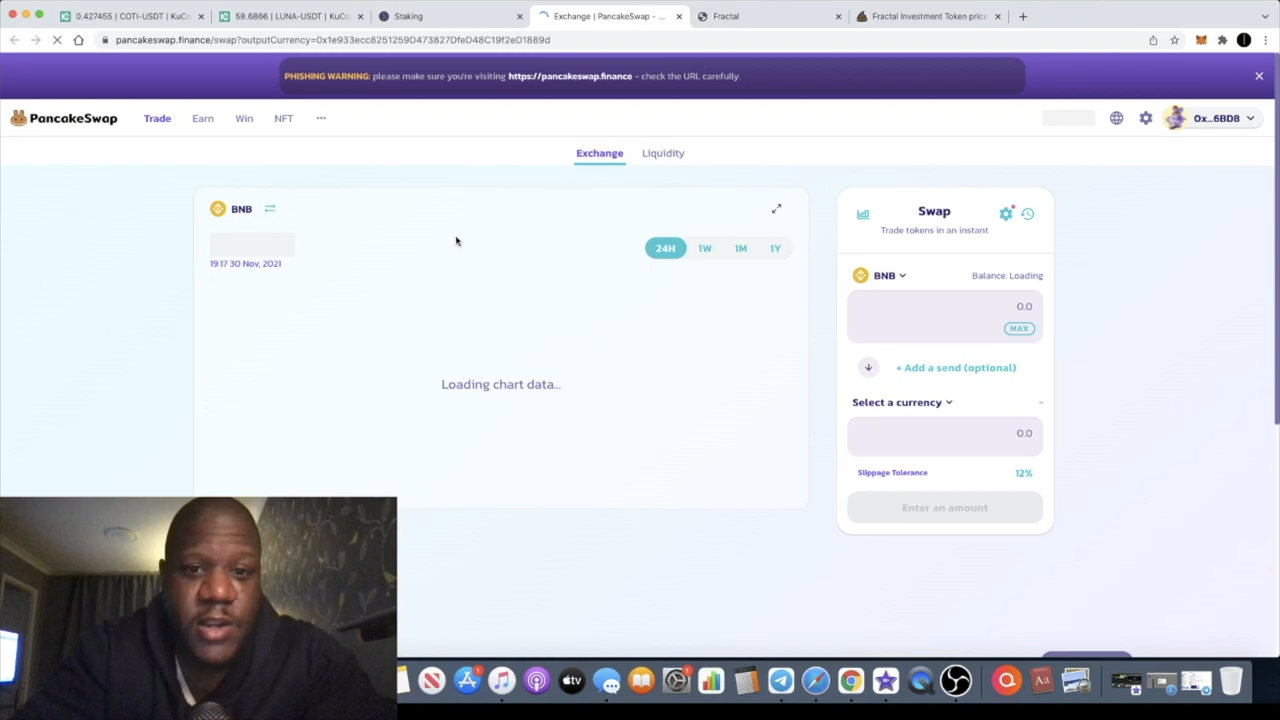 0.427455 | COTI-USDT | KuCo
58.6866 | LUNA-USDT | KuCo
Staking
Exchange | PancakeSwap - ...
Fractal
Fractal Investment Token price
pancakeswap.finance/swap?outputCurrency=0x1e933ecc8251259D473827DfeD48C19f2eD1889d
PHISHING WARNING: please make sure you're visiting https://pancakeswap.finance - check the URL carefully.
PancakeSwap
Trade
Earn
Win
NFT
0x...6BD8
Exchange
Liquidity
BNB
19:17 30 Nov, 2021
24H
1W
1M
1Y
Loading chart data...
Swap
Trade tokens in an instant
BNB
Balance: Loading
0.0
MAX
+ Add a send (optional)
Select a currency
-
0.0
Slippage Tolerance
12%
Enter an amount